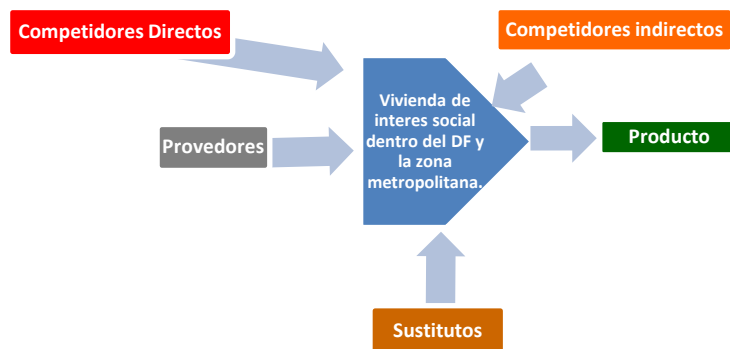 Competidores Directos
Competidores indirectos
Vivienda de
interes social
dentro del DF y
la zona
metropolitana.
Provedores
Producto
Sustitutos